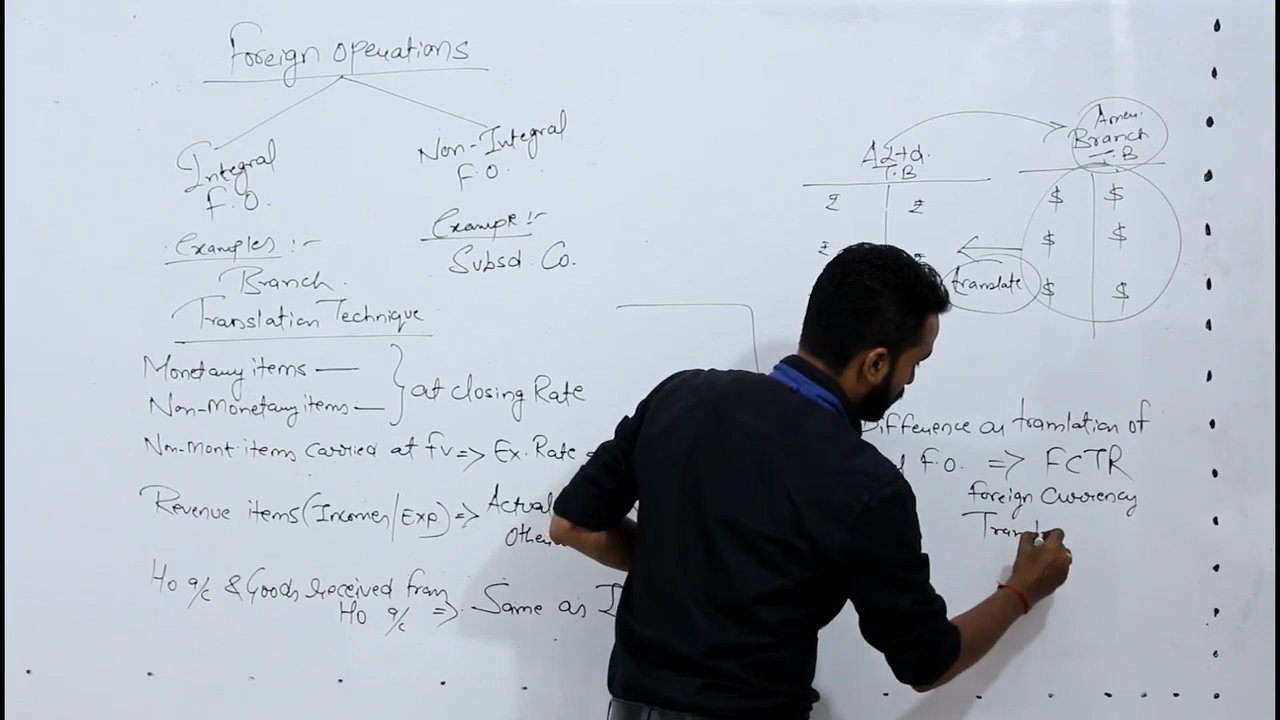 Foreign Operations
Integral
F.O.
Non-Integral
F.O.
Examples :-
Branch
Example :-
Subsd. Co.
Translation Technique
Monetary items —
Non-Monetary items —
} at closing Rate
Non-Mont. items carried at fv => Ex. Rate
Revenue items (Incomes/Exp) => Actual
Ho a/c & Goods received from
Ho a/c => Same as
A Ltd.
T.B
₹ ₹
₹
Amer.
Branch
T.B
$ $
$ $
$ $
translate
Difference on translation of
F.O. => FCTR
Foreign Currency